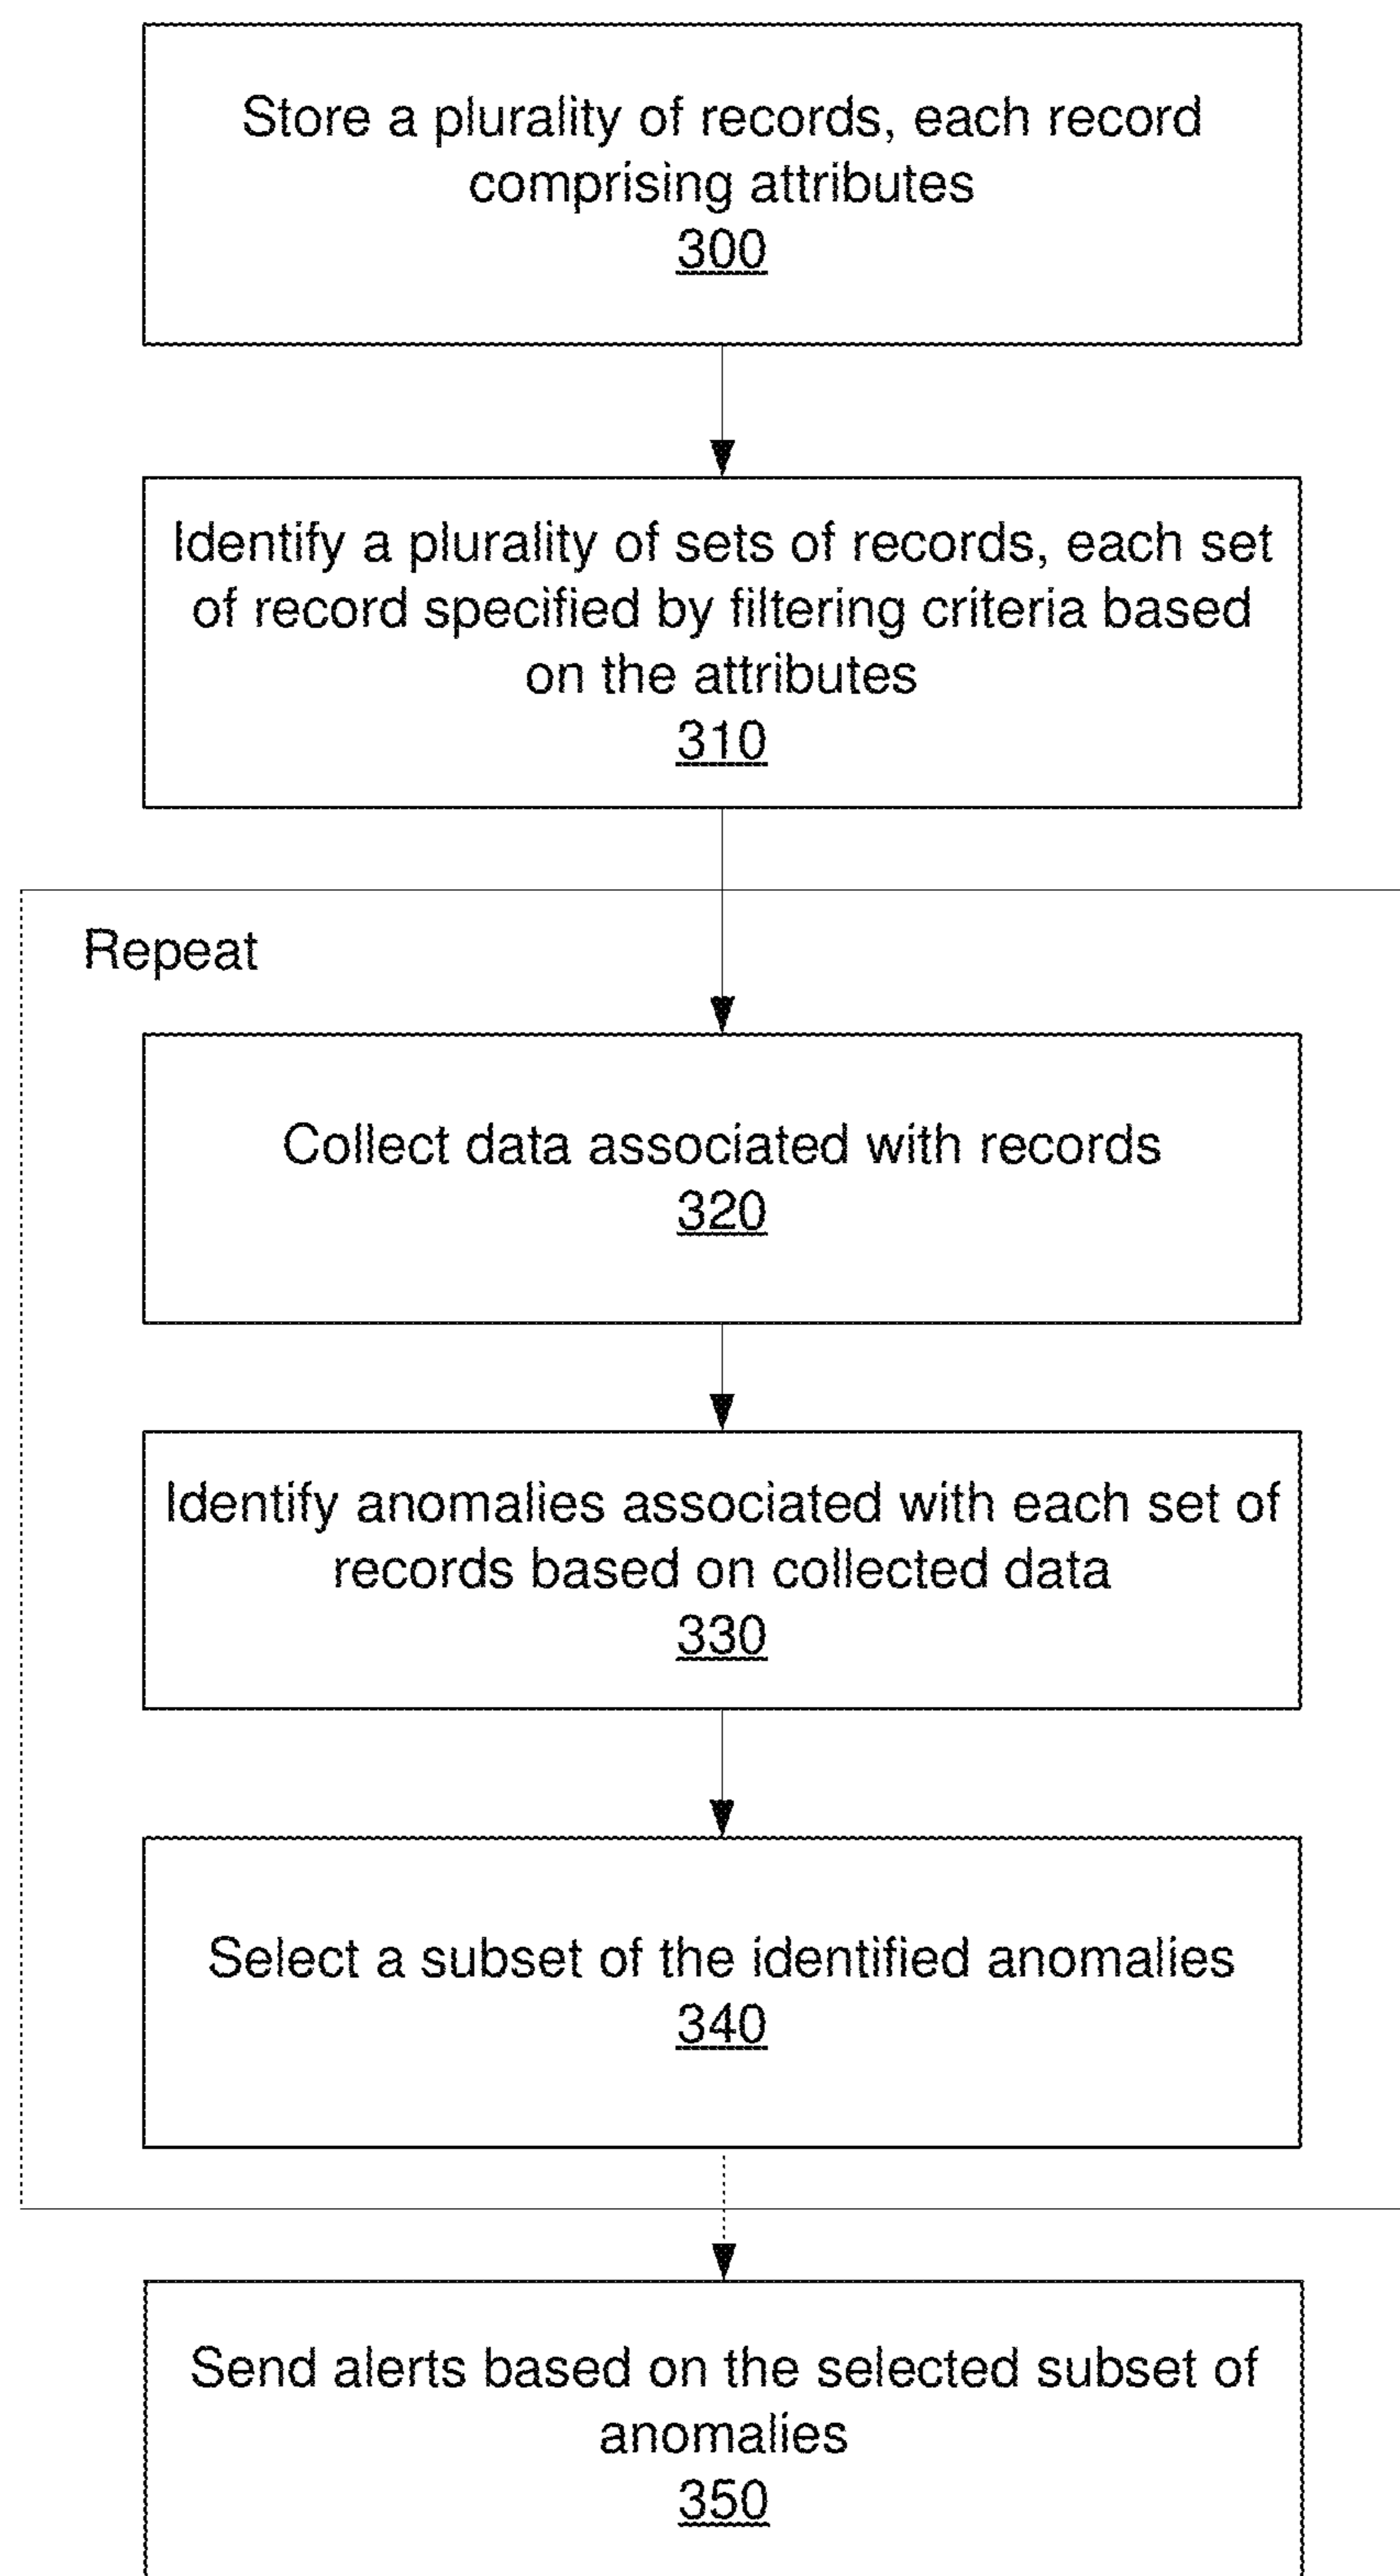 Store a plurality of records, each record
comprising attributes
300
Identify a plurality of sets of records, each set
of record specified by filtering criteria based
on the attributes
310
Repeat
Collect data associated with records
320
Identify anomalies associated with each set of
records based on collected data
330
Select a subset of the identified anomalies
340
Send alerts based on the selected subset of
anomalies
350